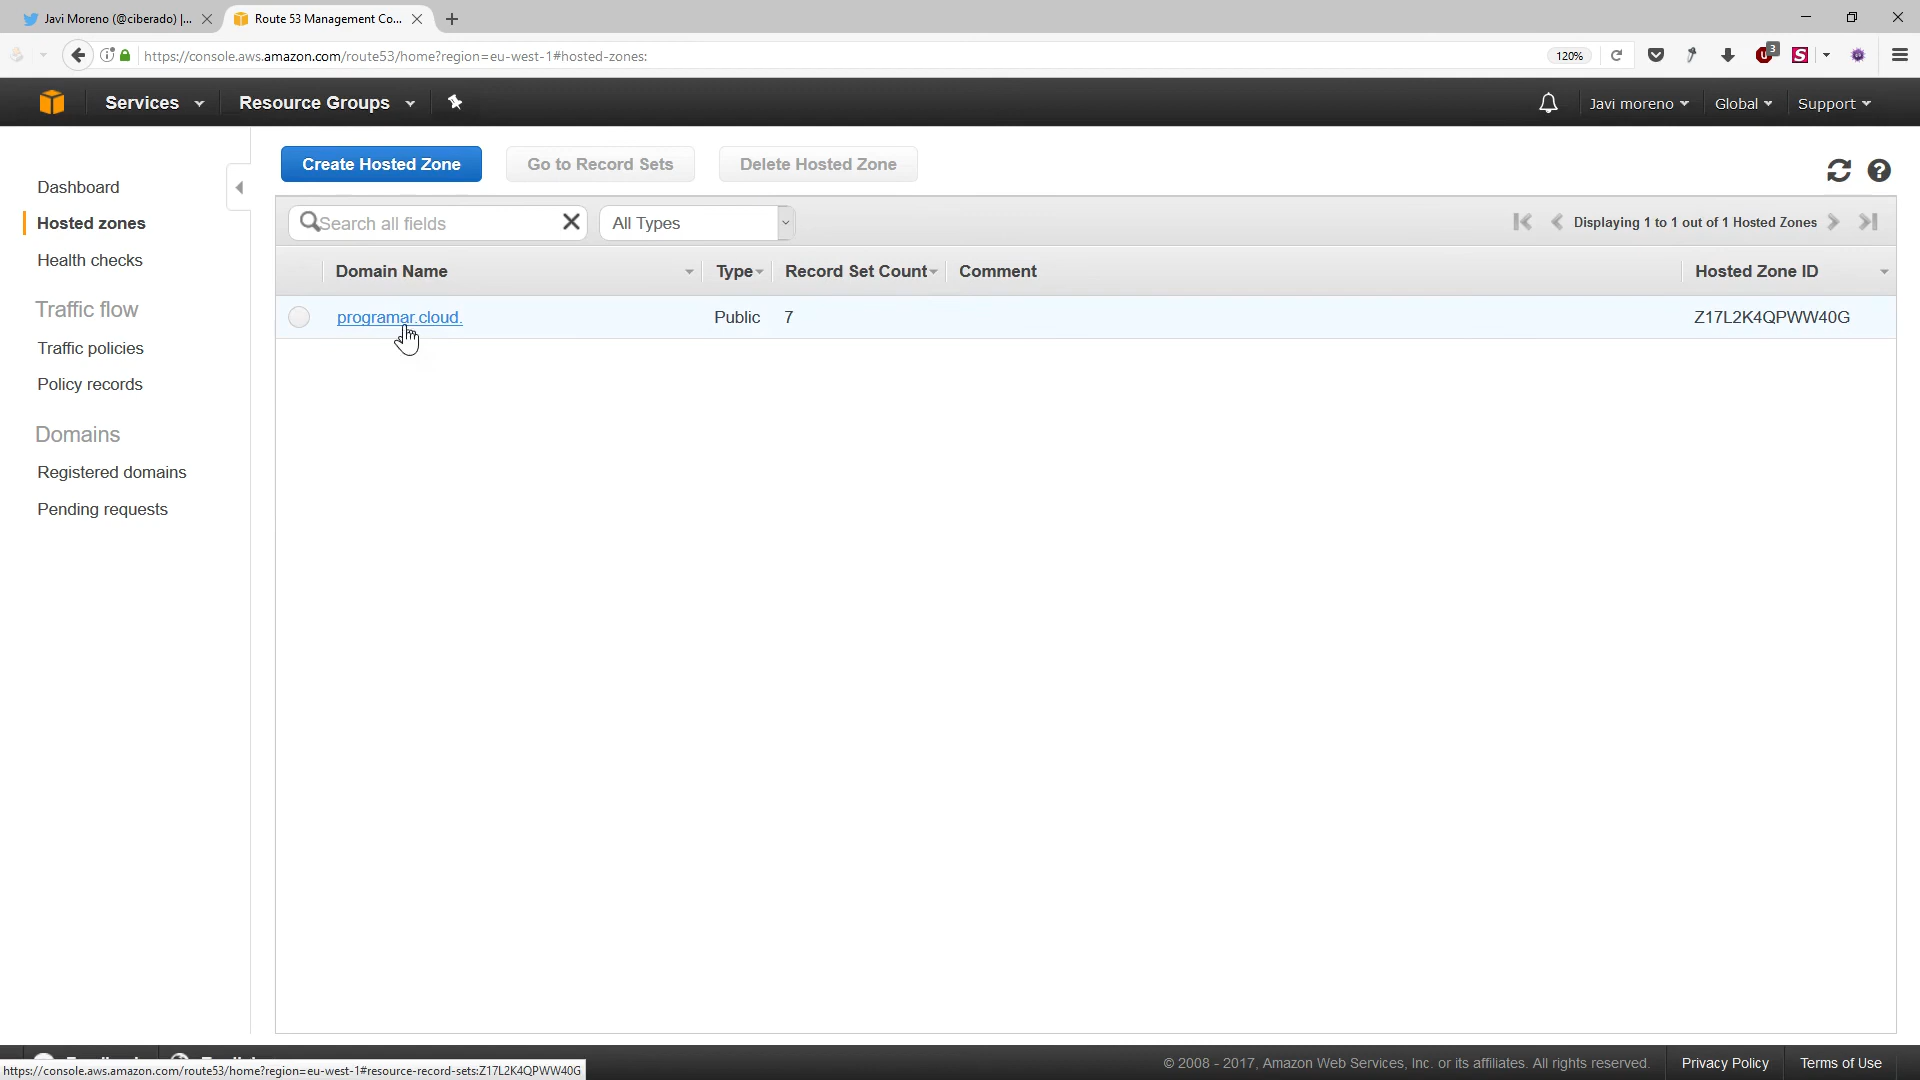 Javi Moreno (@ciberado) |...
Route 53 Management Co...
https://console.aws.amazon.com/route53/home?region=eu-west-1#hosted-zones:
120%
3
Services
Resource Groups
Javi moreno
Global
Support
Dashboard
Hosted zones
Health checks
Traffic flow
Traffic policies
Policy records
Domains
Registered domains
Pending requests
Create Hosted Zone
Go to Record Sets
Delete Hosted Zone
Search all fields
All Types
Displaying 1 to 1 out of 1 Hosted Zones
Domain Name
Type
Record Set Count
Comment
Hosted Zone ID
programar.cloud.
Public
7
Z17L2K4QPWW40G
© 2008 - 2017, Amazon Web Services, Inc. or its affiliates. All rights reserved.
Privacy Policy
Terms of Use
https://console.aws.amazon.com/route53/home?region=eu-west-1#resource-record-sets:Z17L2K4QPWW40G